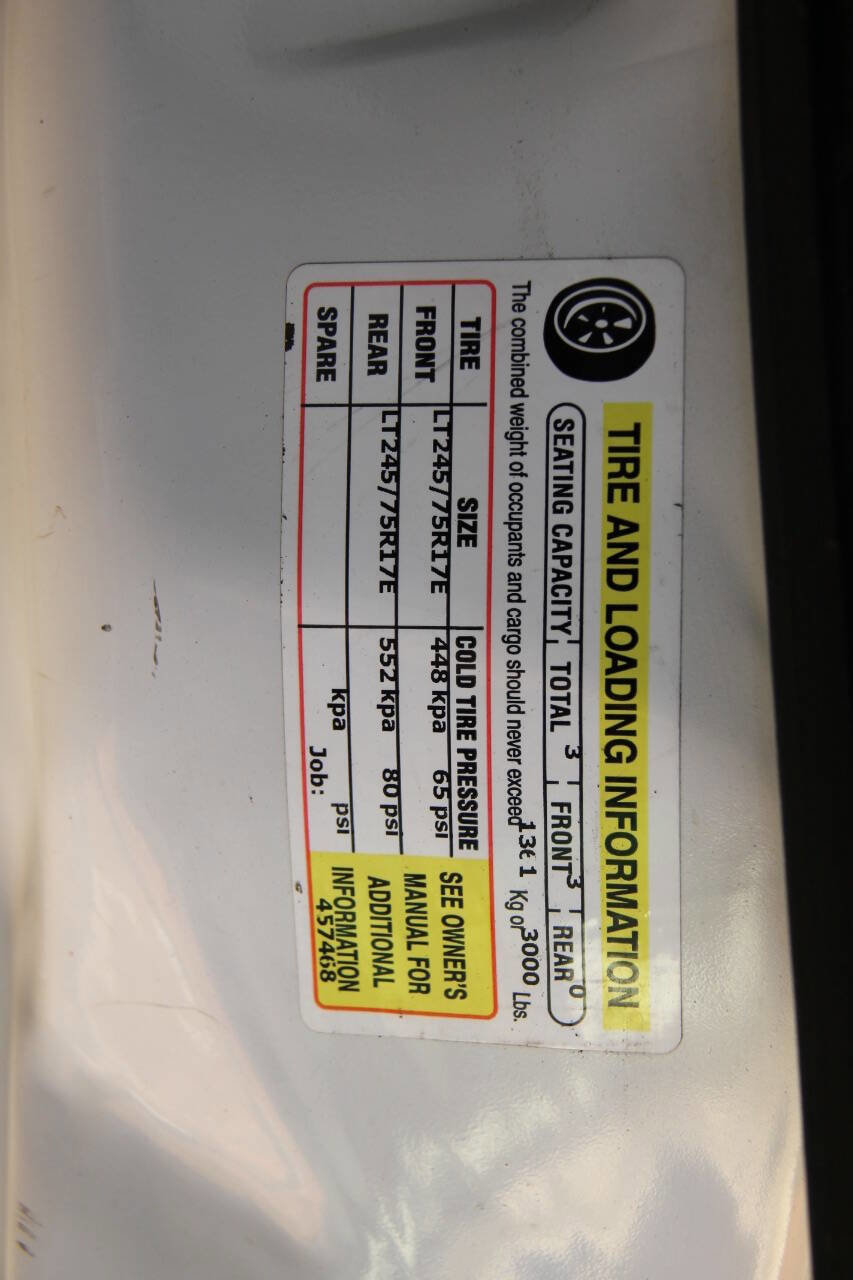 TIRE AND LOADING INFORMATION
SEATING CAPACITY TOTAL 3 FRONT 3 REAR 0
The combined weight of occupants and cargo should never exceed 1361 Kg or 3000 Lbs.
TIRE SIZE COLD TIRE PRESSURE
FRONT LT245/75R17E 448 kpa 65 psi
REAR LT245/75R17E 552 kpa 80 psi
SPARE kpa psi
SEE OWNER'S
MANUAL FOR
ADDITIONAL
INFORMATION
Job: 457468